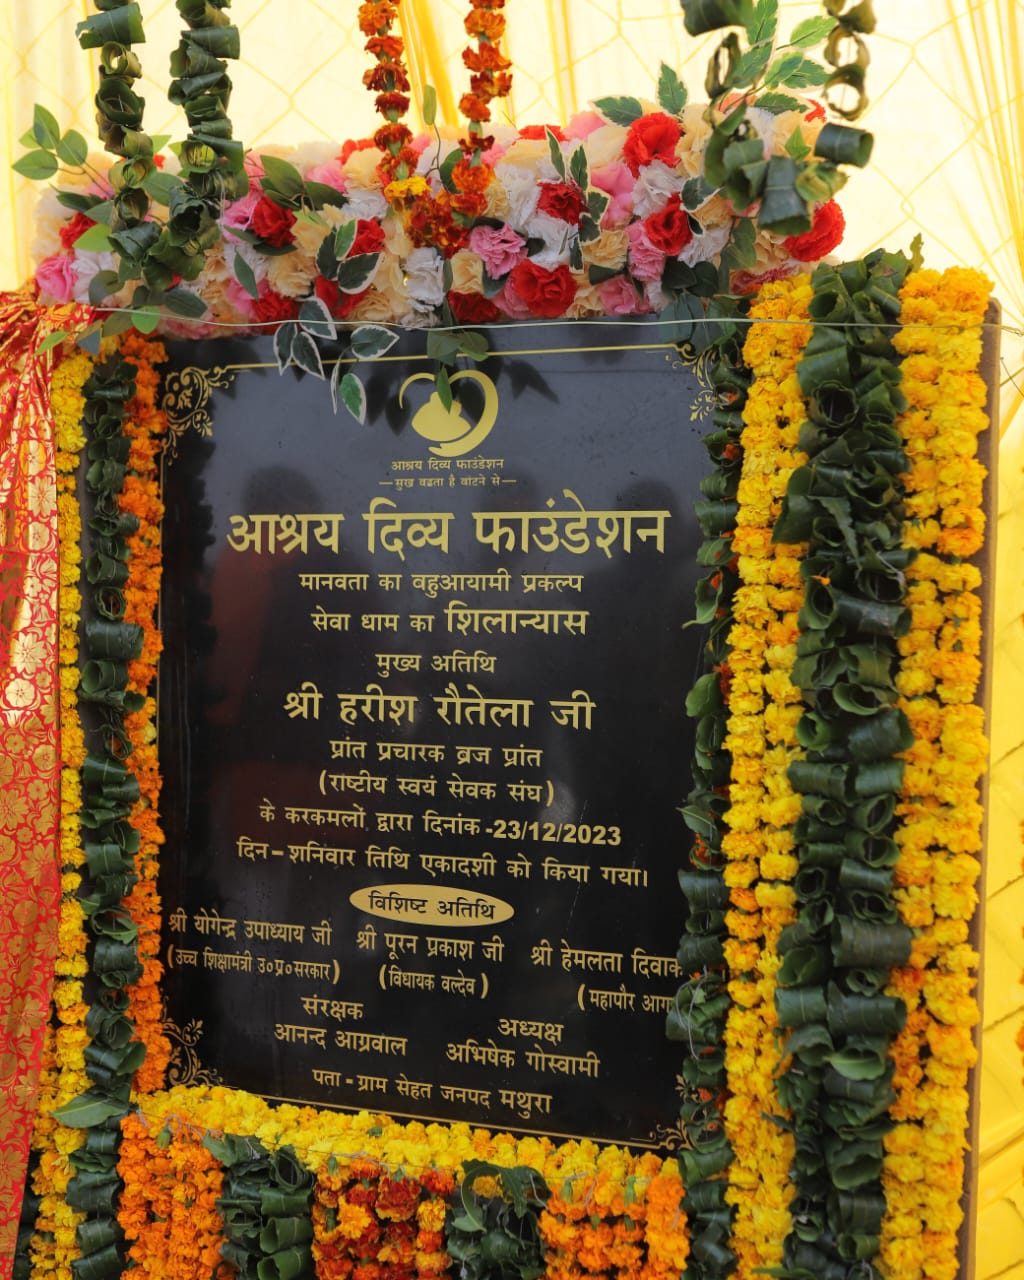 आश्रय दिव्य फाउंडेशन
—सुख बढता है बांटने से—
आश्रय दिव्य फाउंडेशन
मानवता का वहुआयामी प्रकल्प
सेवा धाम का शिलान्यास
मुख्य अतिथि
श्री हरीश रौतेला जी
प्रांत प्रचारक ब्रज प्रांत
(राष्टीय स्वयं सेवक संघ)
के करकमलों द्वारा दिनांक -23/12/2023
दिन – शनिवार तिथि एकादशी को किया गया।
विशिष्ट अतिथि
श्री योगेन्द्र उपाध्याय जी श्री पूरन प्रकाश जी श्री हेमलता
(उच्च शिक्षामंत्री उ०प्र०सरकार) (विधायक वल्देव) (महापौर
संरक्षक अध्यक्ष
आनन्द आग्रवाल अभिषेक गोस्वामी
पता - ग्राम सेहत जनपद मथुरा